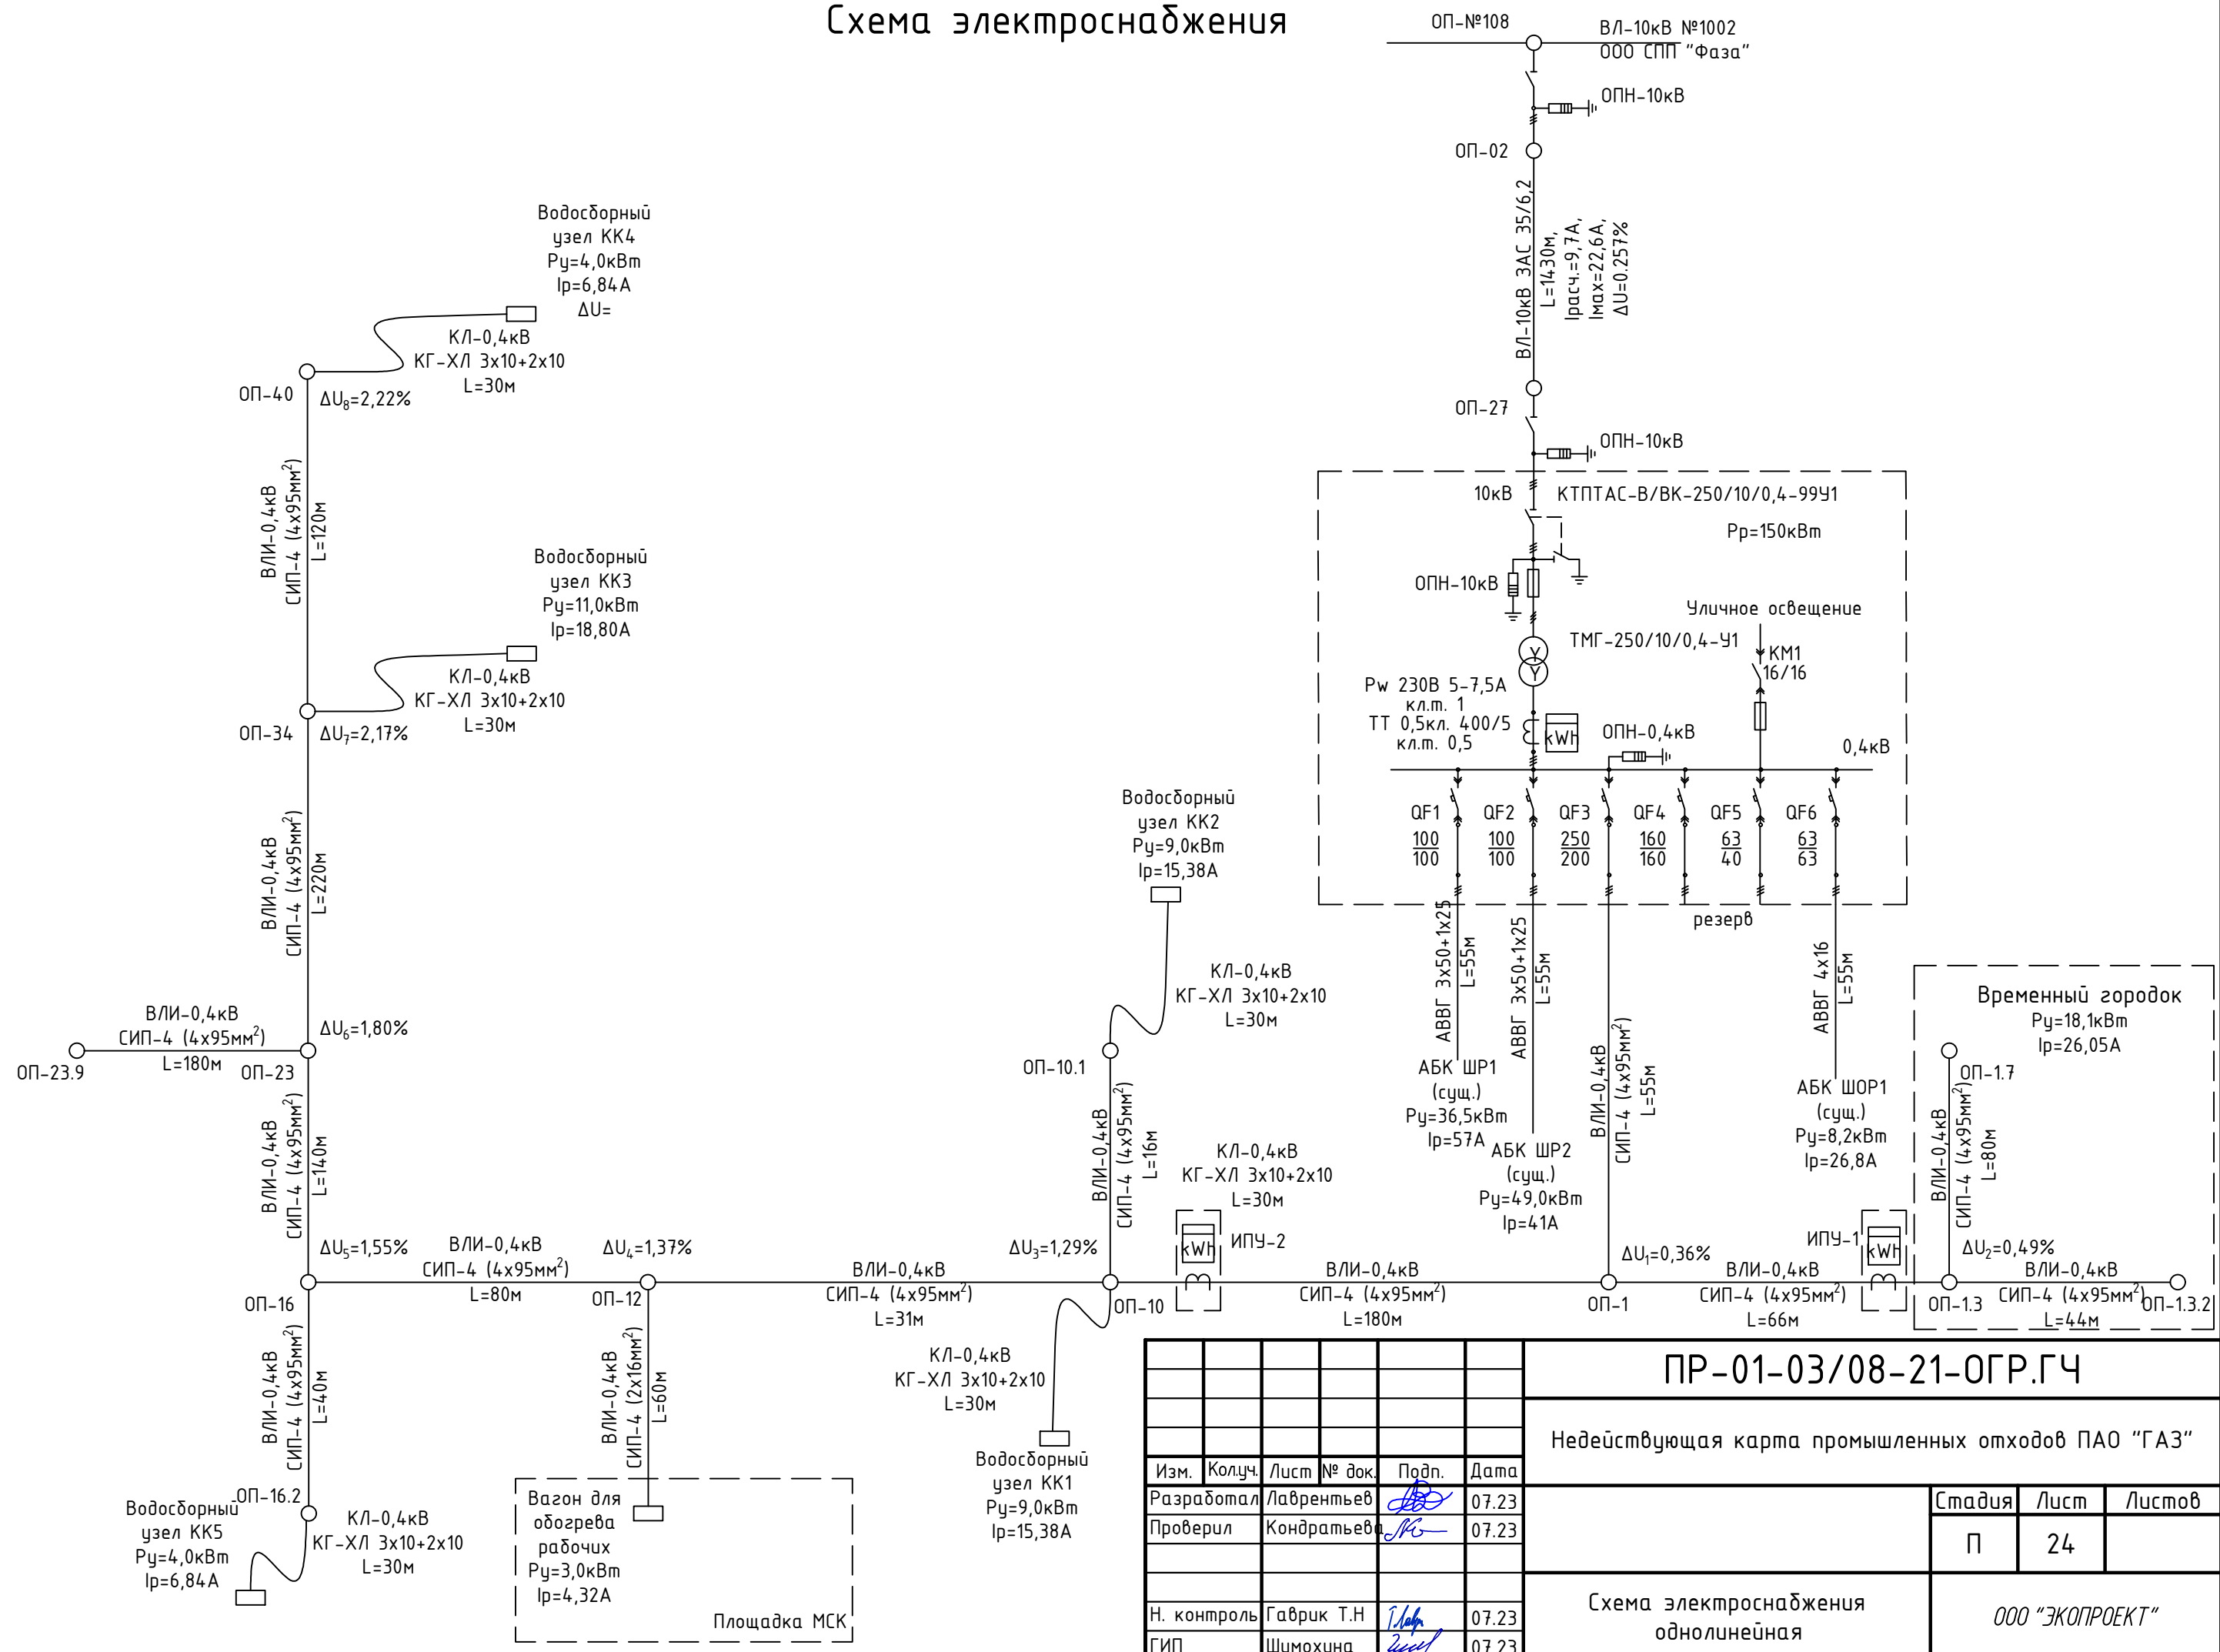 Схема электроснабжения
ОП-№108
ВЛ-10кВ №1002
ООО СПП "Фаза"
ОПН-10кВ
ОП-02
ВЛ-10кВ ЗАС 35/6,2
L=1430м,
Iрасч.=9,7А,
Iмах=22,6А,
ΔU=0.257%
ОП-27
ОПН-10кВ
10кВ
КТПТАС-В/ВК-250/10/0,4-99У1
Рр=150кВт
ОПН-10кВ
Уличное освещение
ТМГ-250/10/0,4-У1
КМ1
16/16
Pw 230В 5-7,5А
кл.т. 1
ТТ 0,5кл. 400/5
кл.т. 0,5
kWh
ОПН-0,4кВ
0,4кВ
QF1
100
100
QF2
100
100
QF3
250
200
QF4
160
160
QF5
63
40
QF6
63
63
резерв
АВВГ 3х50+1х25
L=55м
АВВГ 3х50+1х25
L=55м
ВЛИ-0,4кВ
СИП-4 (4х95мм²)
L=55м
АВВГ 4х16
L=55м
АБК ШР1
(сущ.)
Ру=36,5кВт
Iр=57А
АБК ШР2
(сущ.)
Ру=49,0кВт
Iр=41А
АБК ШОР1
(сущ.)
Ру=8,2кВт
Iр=26,8А
Временный городок
Ру=18,1кВт
Iр=26,05А
ОП-1.7
ВЛИ-0,4кВ
СИП-4 (4х95мм²)
L=80м
ИПУ-1
kWh
ΔU₂=0,49%
ВЛИ-0,4кВ
СИП-4 (4х95мм²)
L=44м
ОП-1.3
ОП-1.3.2
ΔU₁=0,36%
ВЛИ-0,4кВ
СИП-4 (4х95мм²)
L=66м
ОП-1
ВЛИ-0,4кВ
СИП-4 (4х95мм²)
L=180м
КЛ-0,4кВ
КГ-ХЛ 3х10+2х10
L=30м
kWh
ИПУ-2
Водосборный
узел КК2
Ру=9,0кВт
Iр=15,38А
КЛ-0,4кВ
КГ-ХЛ 3х10+2х10
L=30м
ОП-10.1
ВЛИ-0,4кВ
СИП-4 (4х95мм²)
L=16м
ΔU₃=1,29%
ОП-10
КЛ-0,4кВ
КГ-ХЛ 3х10+2х10
L=30м
Водосборный
узел КК1
Ру=9,0кВт
Iр=15,38А
ВЛИ-0,4кВ
СИП-4 (4х95мм²)
L=31м
ΔU₄=1,37%
ОП-12
ВЛИ-0,4кВ
СИП-4 (2х16мм²)
L=60м
Вагон для
обогрева
рабочих
Ру=3,0кВт
Iр=4,32А
Площадка МСК
ВЛИ-0,4кВ
СИП-4 (4х95мм²)
L=80м
ΔU₅=1,55%
ОП-16
ВЛИ-0,4кВ
СИП-4 (4х95мм²)
L=40м
ОП-16.2
Водосборный
узел КК5
Ру=4,0кВт
Iр=6,84А
КЛ-0,4кВ
КГ-ХЛ 3х10+2х10
L=30м
ВЛИ-0,4кВ
СИП-4 (4х95мм²)
L=140м
ΔU₆=1,80%
ОП-23
ВЛИ-0,4кВ
СИП-4 (4х95мм²)
L=180м
ОП-23.9
ВЛИ-0,4кВ
СИП-4 (4х95мм²)
L=220м
ОП-34
ΔU₇=2,17%
Водосборный
узел КК3
Ру=11,0кВт
Iр=18,80А
КЛ-0,4кВ
КГ-ХЛ 3х10+2х10
L=30м
ВЛИ-0,4кВ
СИП-4 (4х95мм²)
L=120м
ОП-40
ΔU₈=2,22%
Водосборный
узел КК4
Ру=4,0кВт
Iр=6,84А
ΔU=
КЛ-0,4кВ
КГ-ХЛ 3х10+2х10
L=30м
ПР-01-03/08-21-ОГР.ГЧ
Недействующая карта промышленных отходов ПАО "ГАЗ"
Изм. Кол.уч. Лист № док. Подп. Дата
Разработал Лаврентьев 07.23
Проверил Кондратьева 07.23
Н. контроль Гаврик Т.Н 07.23
ГИП Шимохина 07.23
Стадия Лист Листов
П 24
Схема электроснабжения
однолинейная
ООО "ЭКОПРОЕКТ"